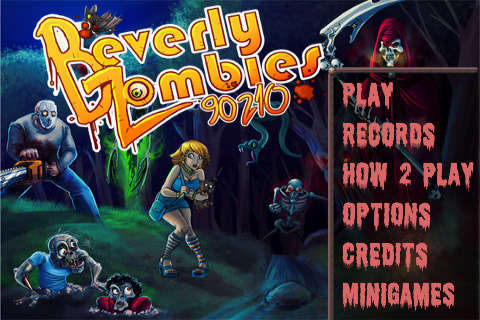 Beverly
Zombies
90210
PLAY
RECORDS
HOW 2 PLAY
OPTIONS
CREDITS
MINIGAMES